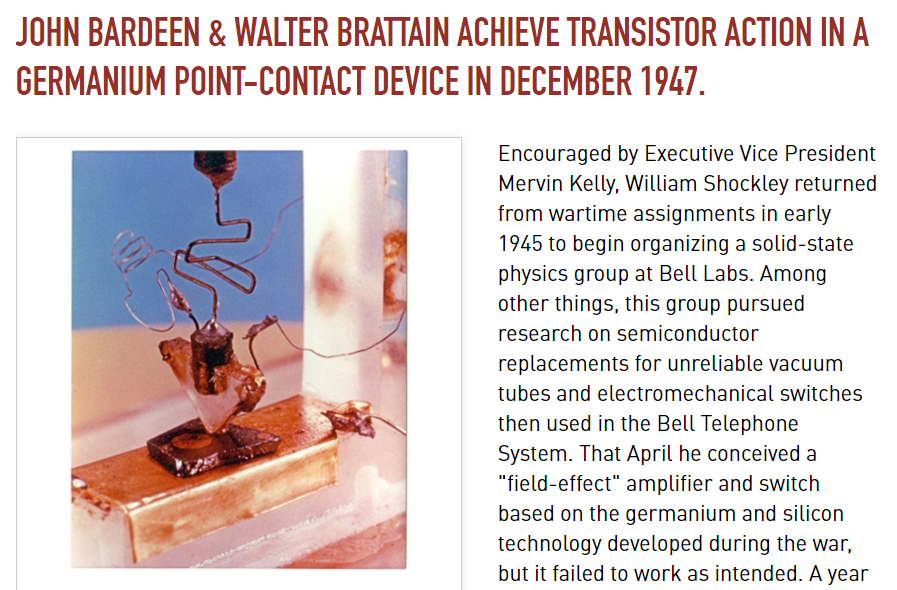 JOHN BARDEEN & WALTER BRATTAIN ACHIEVE TRANSISTOR ACTION IN A
GERMANIUM POINT-CONTACT DEVICE IN DECEMBER 1947.
Encouraged by Executive Vice President
Mervin Kelly, William Shockley returned
from wartime assignments in early
1945 to begin organizing a solid-state
physics group at Bell Labs. Among
other things, this group pursued
research on semiconductor
replacements for unreliable vacuum
tubes and electromechanical switches
then used in the Bell Telephone
System. That April he conceived a
"field-effect" amplifier and switch
based on the germanium and silicon
technology developed during the war,
but it failed to work as intended. A year